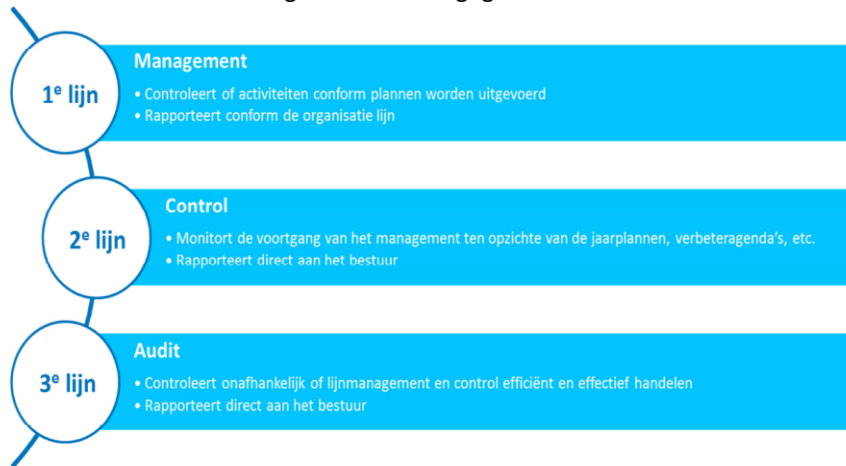 1e lijn
Management
• Controleert of activiteiten conform plannen worden uitgevoerd
• Rapporteert conform de organisatie lijn
2e lijn
Control
• Monitort de voortgang van het management ten opzichte van de jaarplannen, verbeteragenda's, etc.
• Rapporteert direct aan het bestuur
3e lijn
Audit
• Controleert onafhankelijk of lijnmanagement en control efficiënt en effectief handelen
• Rapporteert direct aan het bestuur